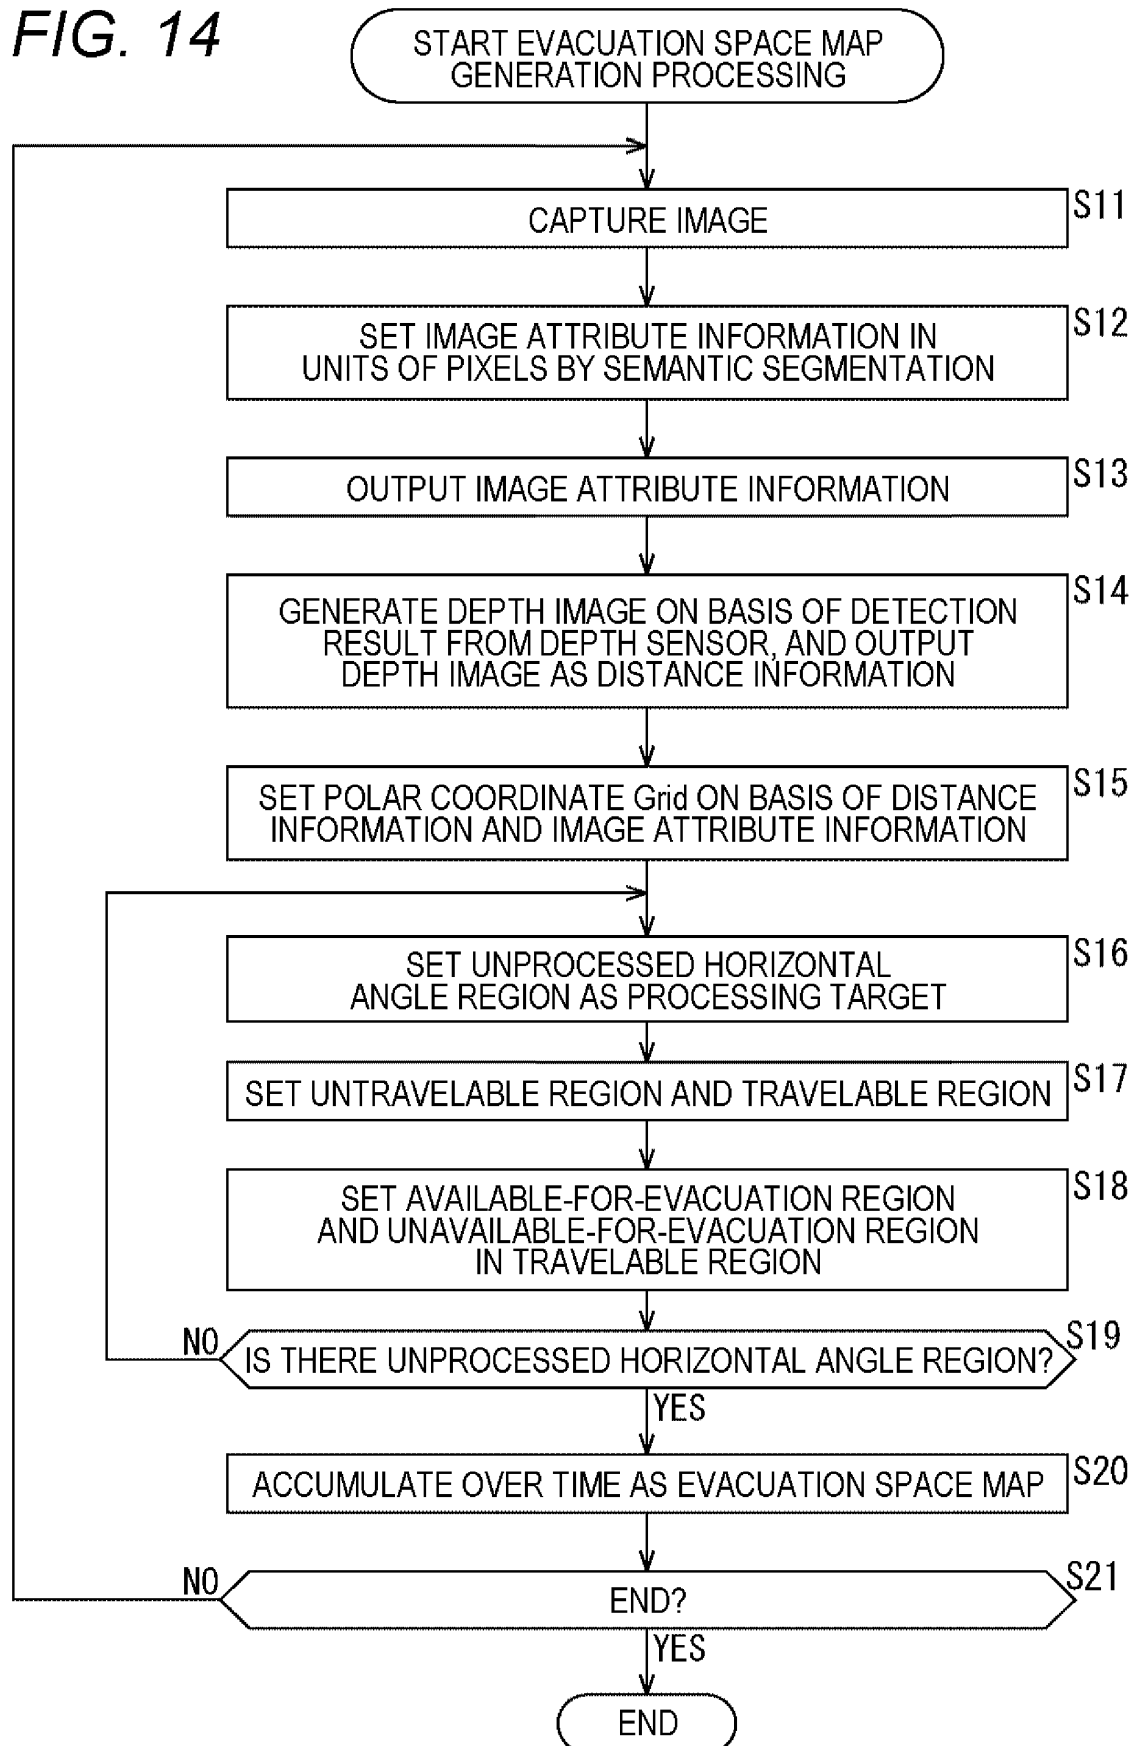 FIG. 14
START EVACUATION SPACE MAP
GENERATION PROCESSING
CAPTURE IMAGE
S11
SET IMAGE ATTRIBUTE INFORMATION IN
UNITS OF PIXELS BY SEMANTIC SEGMENTATION
S12
OUTPUT IMAGE ATTRIBUTE INFORMATION
S13
GENERATE DEPTH IMAGE ON BASIS OF DETECTION
RESULT FROM DEPTH SENSOR, AND OUTPUT
DEPTH IMAGE AS DISTANCE INFORMATION
S14
SET POLAR COORDINATE Grid ON BASIS OF DISTANCE
INFORMATION AND IMAGE ATTRIBUTE INFORMATION
S15
SET UNPROCESSED HORIZONTAL
ANGLE REGION AS PROCESSING TARGET
S16
SET UNTRAVELABLE REGION AND TRAVELABLE REGION
S17
SET AVAILABLE-FOR-EVACUATION REGION
AND UNAVAILABLE-FOR-EVACUATION REGION
IN TRAVELABLE REGION
S18
NO
IS THERE UNPROCESSED HORIZONTAL ANGLE REGION?
S19
YES
ACCUMULATE OVER TIME AS EVACUATION SPACE MAP
S20
NO
END?
S21
YES
END